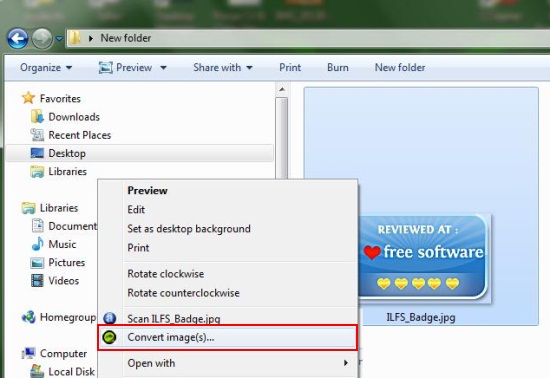 New folder
Organize Preview Share with Print Burn New folder
Favorites
Downloads
Recent Places
Desktop
Libraries
Libraries
Document
Music
Pictures
Videos
Homegroup
Computer
Local Disk
Preview
Edit
Set as desktop background
Print
Rotate clockwise
Rotate counterclockwise
Scan ILFS_Badge.jpg
Convert image(s)...
Open with
REVIEWED AT :
free software
ILFS_Badge.jpg